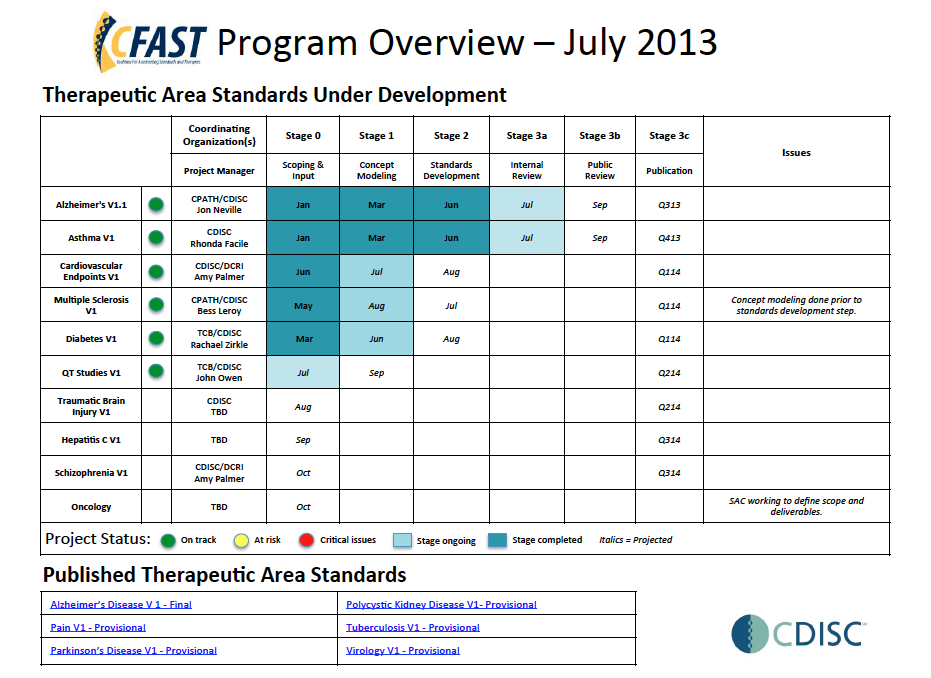 CFAST Program Overview – July 2013
Therapeutic Area Standards Under Development
Coordinating Organization(s) Stage 0 Stage 1 Stage 2 Stage 3a Stage 3b Stage 3c Issues
Project Manager Scoping & Input Concept Modeling Standards Development Internal Review Public Review Publication
Alzheimer's V1.1 CPATH/CDISC Jon Neville Jan Mar Jun Jul Sep Q313
Asthma V1 CDISC Rhonda Facile Jan Mar Jun Jul Sep Q413
Cardiovascular Endpoints V1 CDISC/DCRI Amy Palmer Jun Jul Aug Q114
Multiple Sclerosis V1 CPATH/CDISC Bess Leroy May Aug Jul Q114 Concept modeling done prior to standards development step.
Diabetes V1 TCB/CDISC Rachael Zirkle Mar Jun Aug Q114
QT Studies V1 TCB/CDISC John Owen Jul Sep Q214
Traumatic Brain Injury V1 CDISC TBD Aug Q214
Hepatitis C V1 TBD Sep Q314
Schizophrenia V1 CDISC/DCRI Amy Palmer Oct Q314
Oncology TBD Oct SAC working to define scope and deliverables.
Project Status: On track At risk Critical issues Stage ongoing Stage completed Italics = Projected
Published Therapeutic Area Standards
Alzheimer's Disease V 1 - Final Polycystic Kidney Disease V1- Provisional
Pain V1 - Provisional Tuberculosis V1 - Provisional
Parkinson's Disease V1 - Provisional Virology V1 - Provisional
CDISC